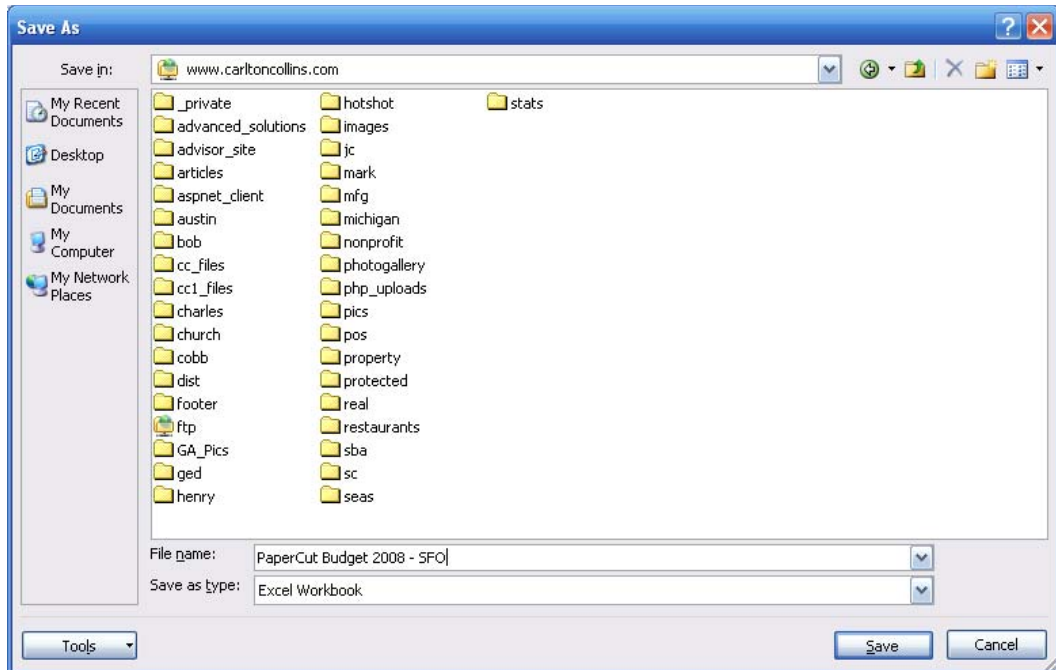 Save As
Save in:
www.carltoncollins.com
My Recent
Documents
Desktop
My
Documents
My
Computer
My Network
Places
_private
advanced_solutions
advisor_site
articles
aspnet_client
austin
bob
cc_files
cc1_files
charles
church
cobb
dist
footer
ftp
GA_Pics
ged
henry
hotshot
images
jc
mark
mfg
michigan
nonprofit
photogallery
php_uploads
pics
pos
property
protected
real
restaurants
sba
sc
seas
stats
File name:
PaperCut Budget 2008 - SFO
Save as type:
Excel Workbook
Tools
Save
Cancel